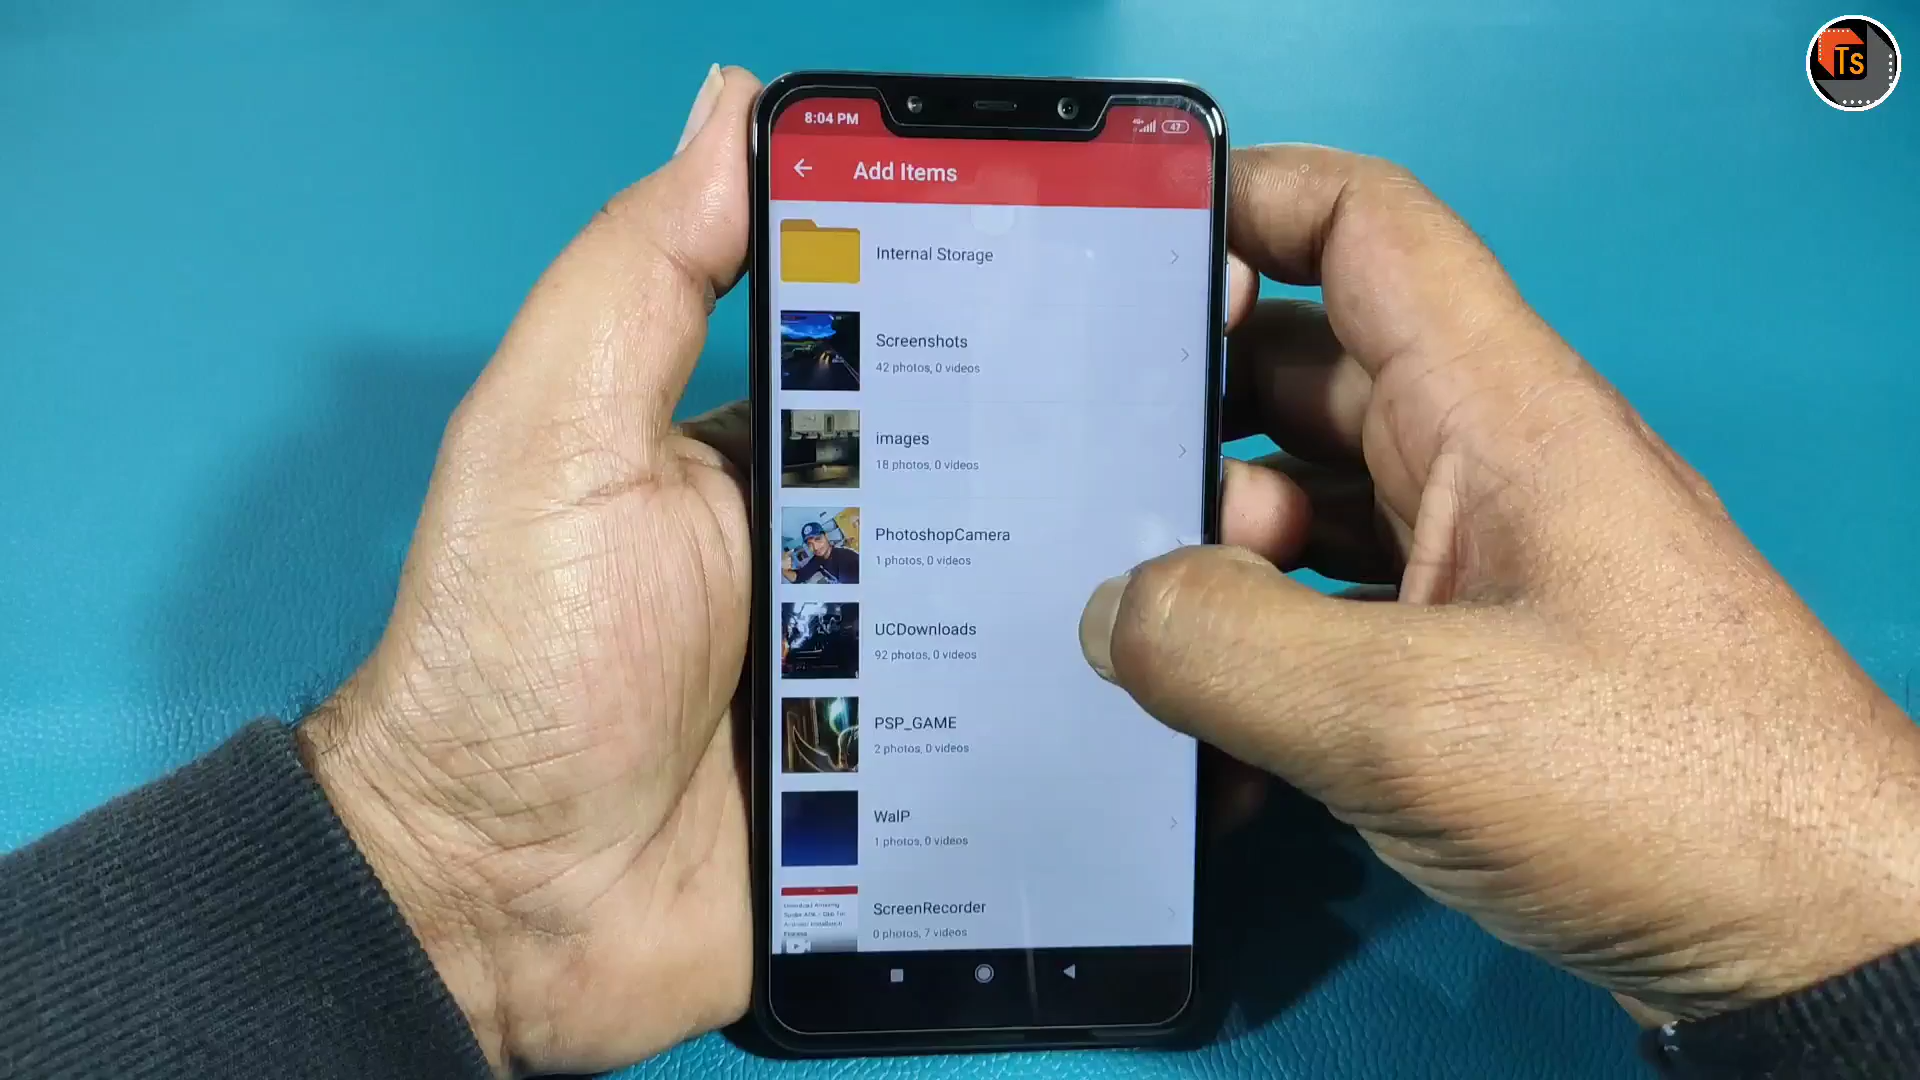 Ts
8:04 PM
4G+
47
Add Items
Internal Storage
Screenshots
42 photos, 0 videos
images
18 photos, 0 videos
PhotoshopCamera
1 photos, 0 videos
UCDownloads
92 photos, 0 videos
PSP_GAME
2 photos, 0 videos
WalP
1 photos, 0 videos
ScreenRecorder
0 photos, 7 videos